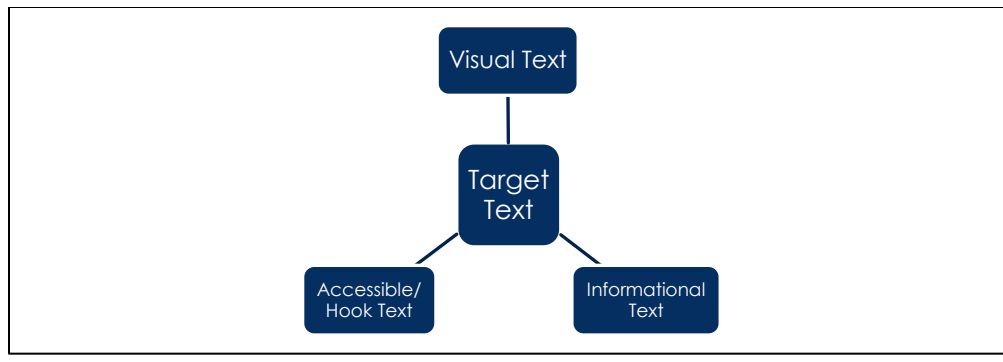 Visual Text
Target
Text
Accessible/
Hook Text
Informational
Text